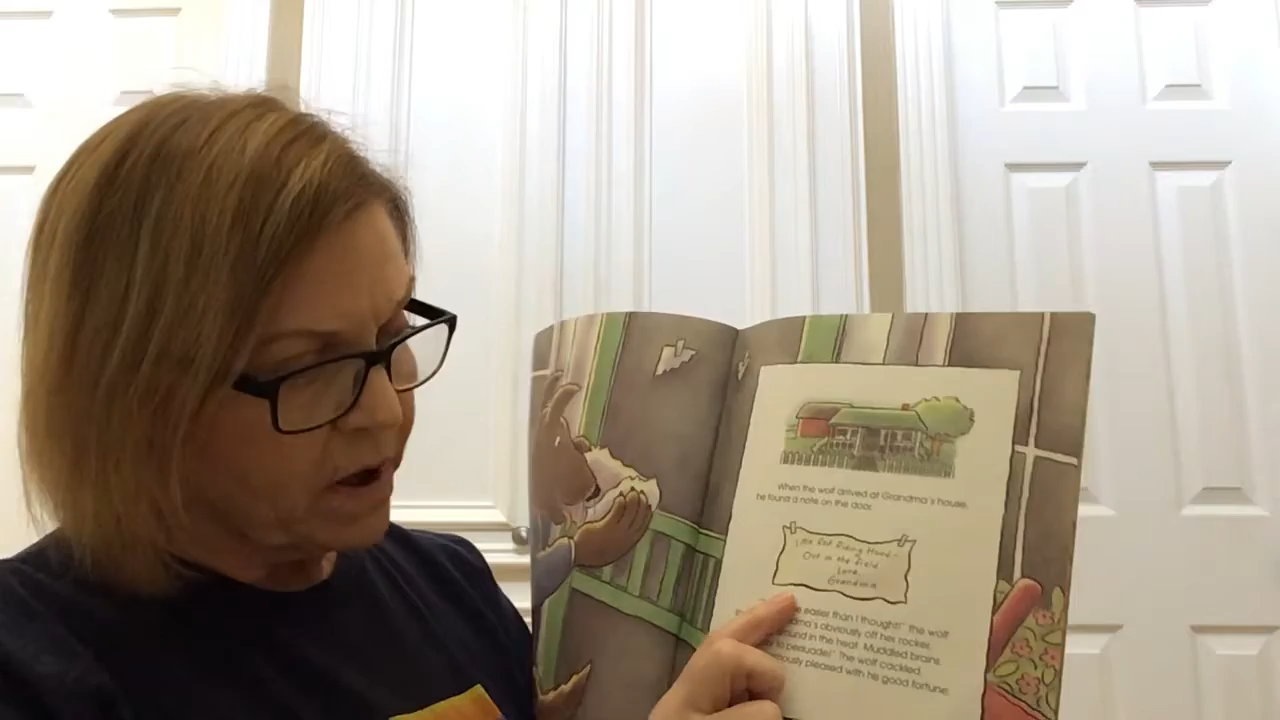 When the wolf arrived at Grandma's house,
he found a note on the door.
Little Red Riding Hood-
Out in the field
Love
Grandma
easier than I thought!" the wolf
obviously off her rocker,
in the heat. Muddled brains.
to persuade!" The wolf cackled,
pleased with his good fortune.